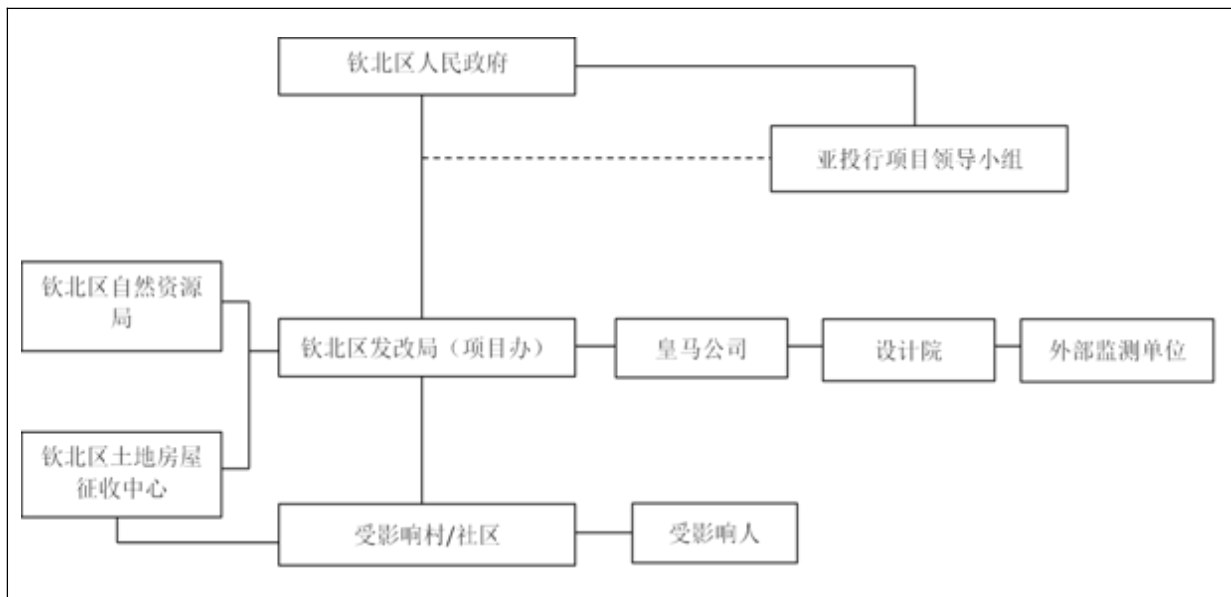 钦北区人民政府
亚投行项目领导小组
钦北区自然资源
局
钦北区发改局（项目办）
皇马公司
设计院
外部监测单位
钦北区土地房屋
征收中心
受影响村/社区
受影响人